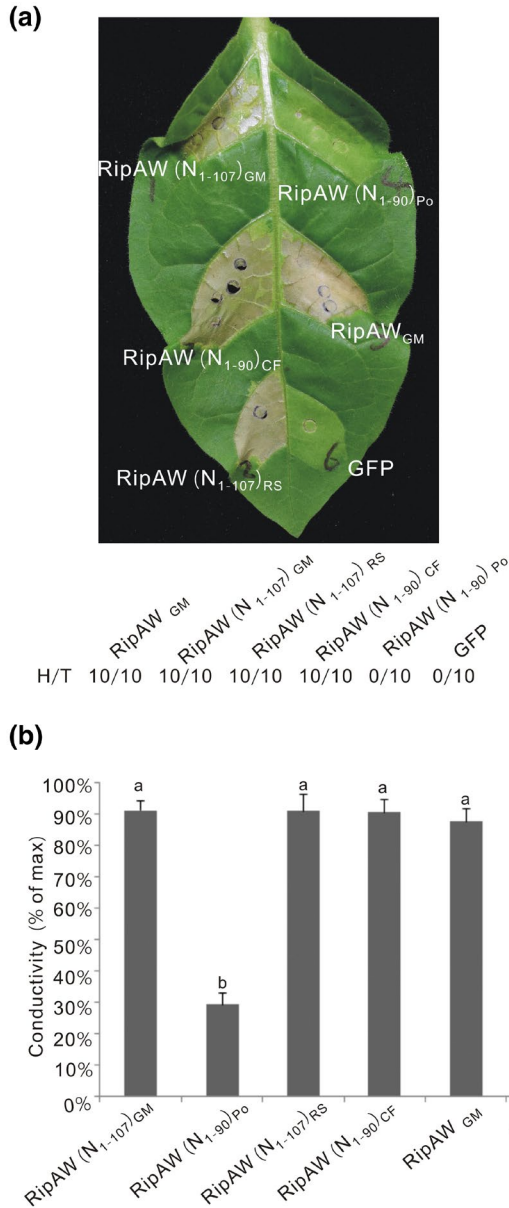 (a)
RipAW (N1-107)GM
RipAW (N1-90)Po
RipAWGM
RipAW (N1-90)CF
RipAW (N1-107)RS
GFP
RipAW GM
RipAW (N 1-107) GM
RipAW (N 1-107) RS
RipAW (N 1-90) CF
RipAW (N 1-90) Po
GFP
H/T 10/10 10/10 10/10 10/10 0/10 0/10
(b)
Conductivity (% of max)
100%
90%
80%
70%
60%
50%
40%
30%
20%
10%
0%
a
b
a
a
a
RipAW (N1-107)GM
RipAW (N1-90)Po
RipAW (N1-107)RS
RipAW (N1-90)CF
RipAW GM